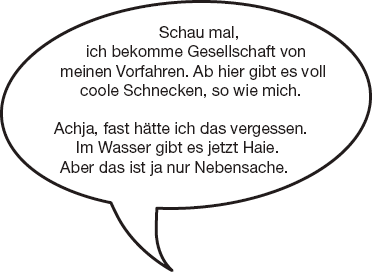 Schau mal,
ich bekomme Gesellschaft von
meinen Vorfahren. Ab hier gibt es voll
coole Schnecken, so wie mich.
Achja, fast hätte ich das vergessen.
Im Wasser gibt es jetzt Haie.
Aber das ist ja nur Nebensache.